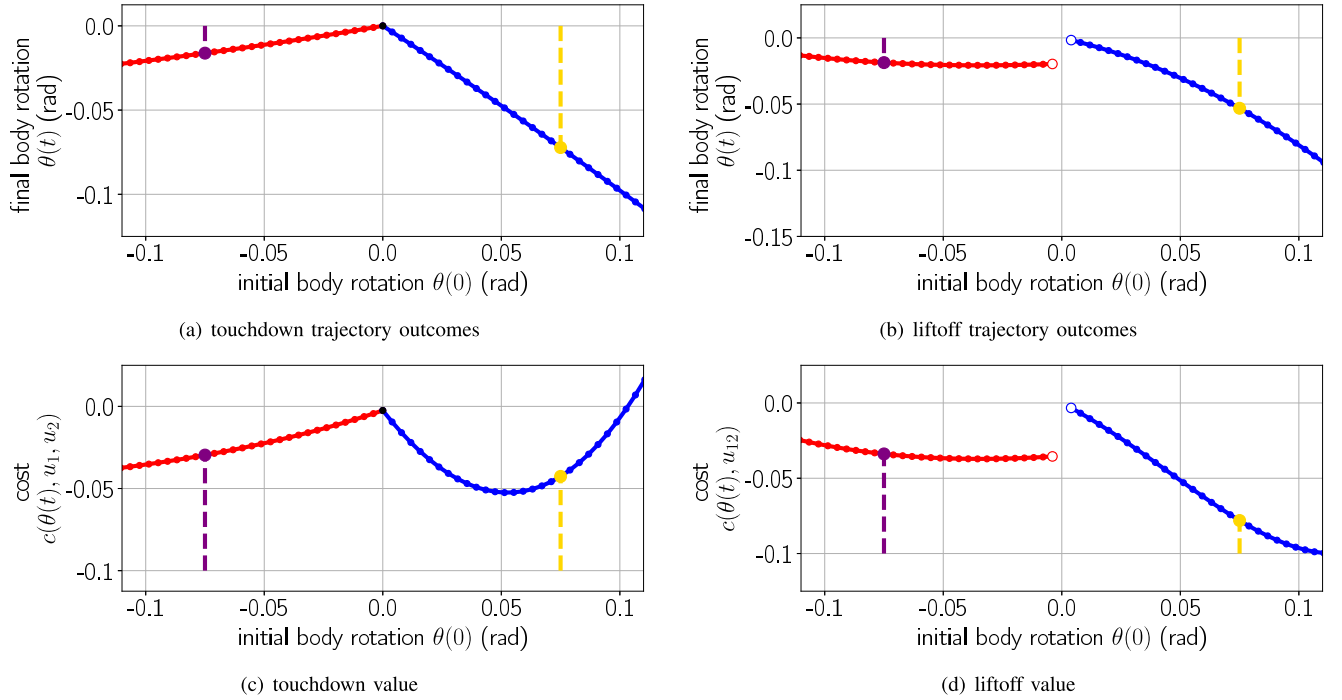 0.0
-0.05
-0.1
final body rotation
θ(t) (rad)
-0.1 -0.05 0.0 0.05 0.1
initial body rotation θ(0) (rad)
(a) touchdown trajectory outcomes
0.0
-0.05
-0.1
-0.15
final body rotation
θ(t) (rad)
-0.1 -0.05 0.0 0.05 0.1
initial body rotation θ(0) (rad)
(b) liftoff trajectory outcomes
0.0
-0.05
-0.1
cost
c(θ(t), u₁, u₂)
-0.1 -0.05 0.0 0.05 0.1
initial body rotation θ(0) (rad)
(c) touchdown value
0.0
-0.05
-0.1
cost
c(θ(t), u₁₂)
-0.1 -0.05 0.0 0.05 0.1
initial body rotation θ(0) (rad)
(d) liftoff value